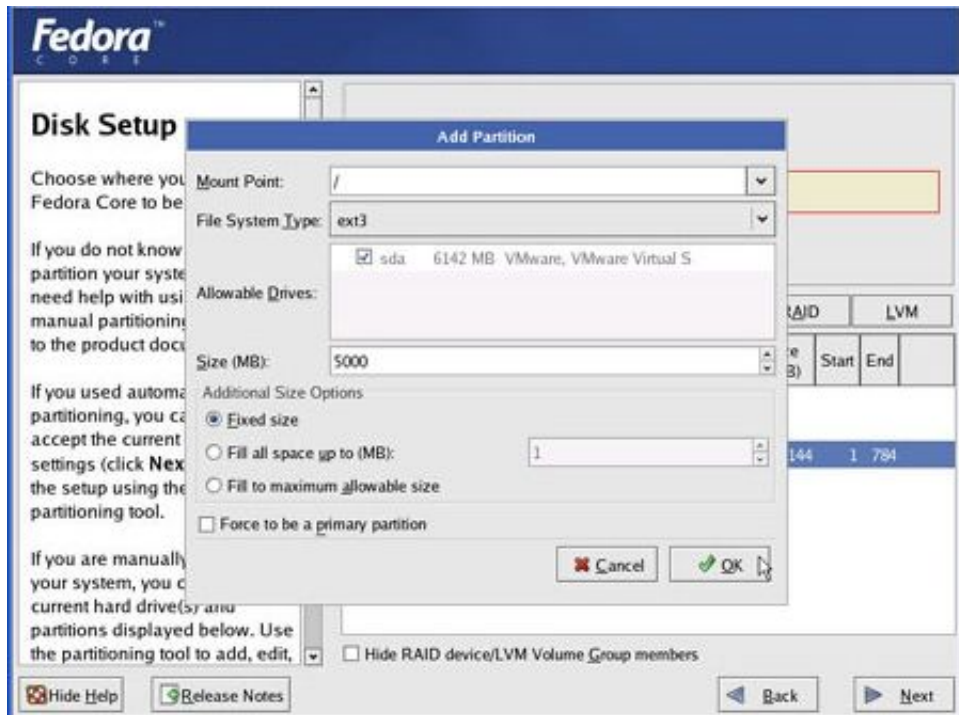 Fedora™
CORE
Disk Setup
Choose where you
Fedora Core to be
If you do not know
partition your syste
need help with usi
manual partitioning
to the product docu
If you used automa
partitioning, you ca
accept the current
settings (click Nex
the setup using the
partitioning tool.
If you are manually
your system, you c
current hard drive(s) and
partitions displayed below. Use
the partitioning tool to add, edit,
Add Partition
Mount Point: /
File System Type: ext3
Allowable Drives:
sda 6142 MB VMware, VMware Virtual S
Size (MB): 5000
Additional Size Options
Fixed size
Fill all space up to (MB): 1
Fill to maximum allowable size
Force to be a primary partition
Cancel
OK
RAID
LVM
Start
End
144 1 784
Hide RAID device/LVM Volume Group members
Hide Help
Release Notes
Back
Next